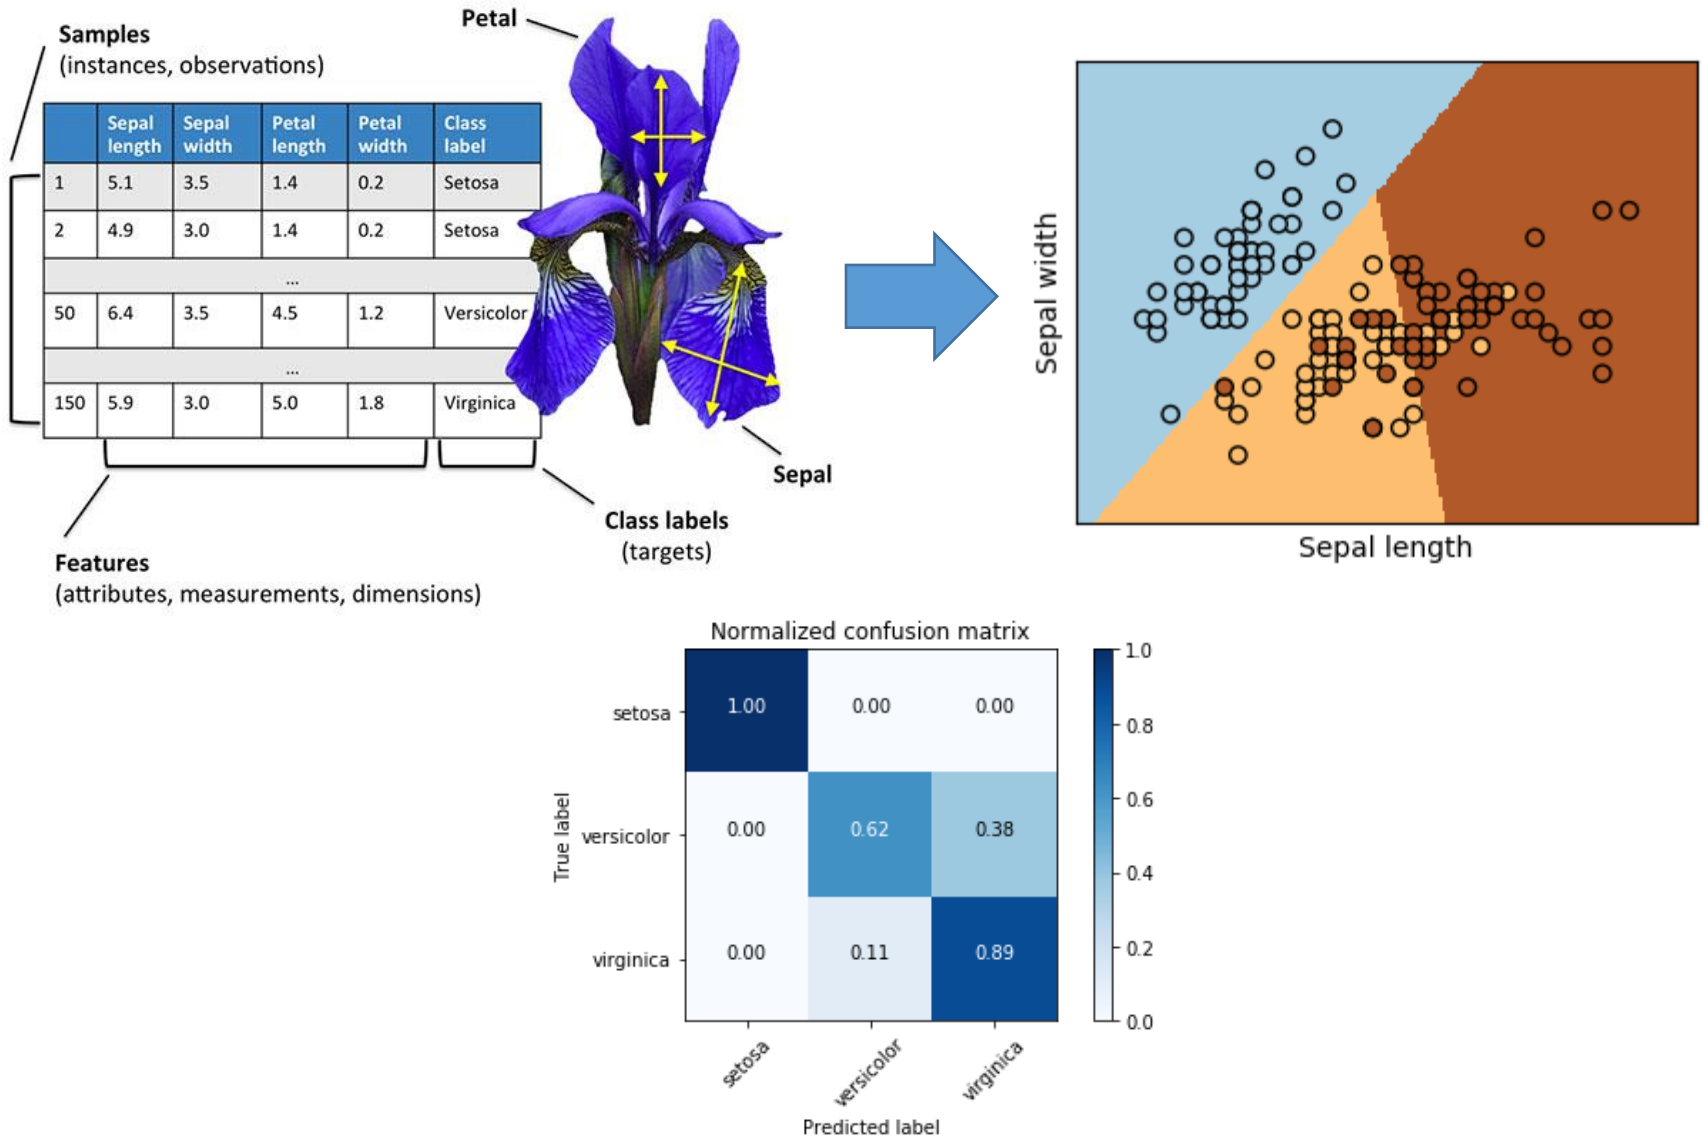 Samples
(instances, observations)
Petal
Sepal length Sepal width Petal length Petal width Class label
1 5.1 3.5 1.4 0.2 Setosa
2 4.9 3.0 1.4 0.2 Setosa
...
50 6.4 3.5 4.5 1.2 Versicolor
...
150 5.9 3.0 5.0 1.8 Virginica
Sepal
Class labels
(targets)
Features
(attributes, measurements, dimensions)
Sepal width
Sepal length
Normalized confusion matrix
True label
setosa 1.00 0.00 0.00
versicolor 0.00 0.62 0.38
virginica 0.00 0.11 0.89
setosa versicolor virginica
Predicted label
1.0
0.8
0.6
0.4
0.2
0.0